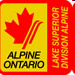 ALPINE
ONTARIO
LAKE SUPERIOR
DIVISION ALPINE